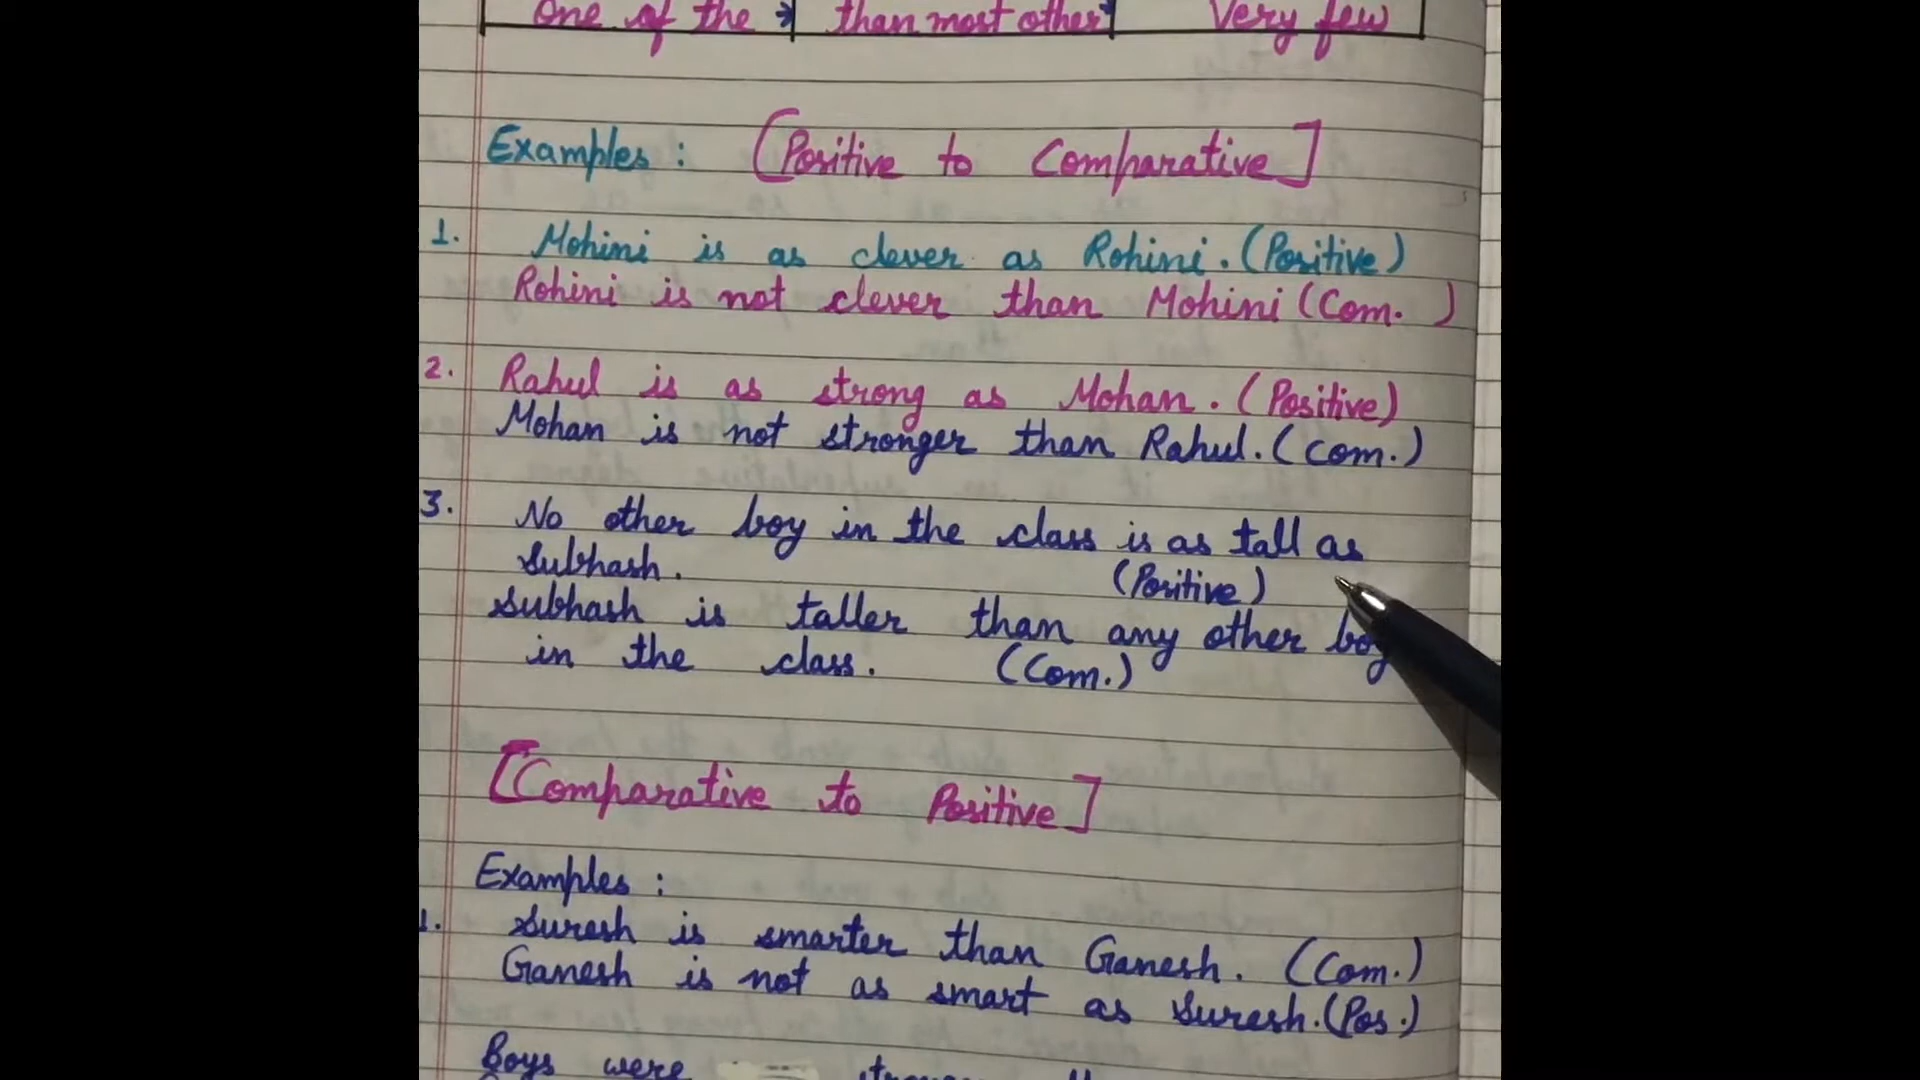 One of the than most other Very few
Examples : [Positive to Comparative]
1. Mohini is as clever as Rohini. (Positive)
Rohini is not clever than Mohini (Com. )
2. Rahul is as strong as Mohan. (Positive)
Mohan is not stronger than Rahul. (Com.)
3. No other boy in the class is as tall as
Subhash. (Positive)
Subhash is taller than any other boy
in the class. (Com.)
[Comparative to Positive]
Examples :
1. Suresh is smarter than Ganesh. (Com.)
Ganesh is not as smart as Suresh. (Pos.)
Boys were